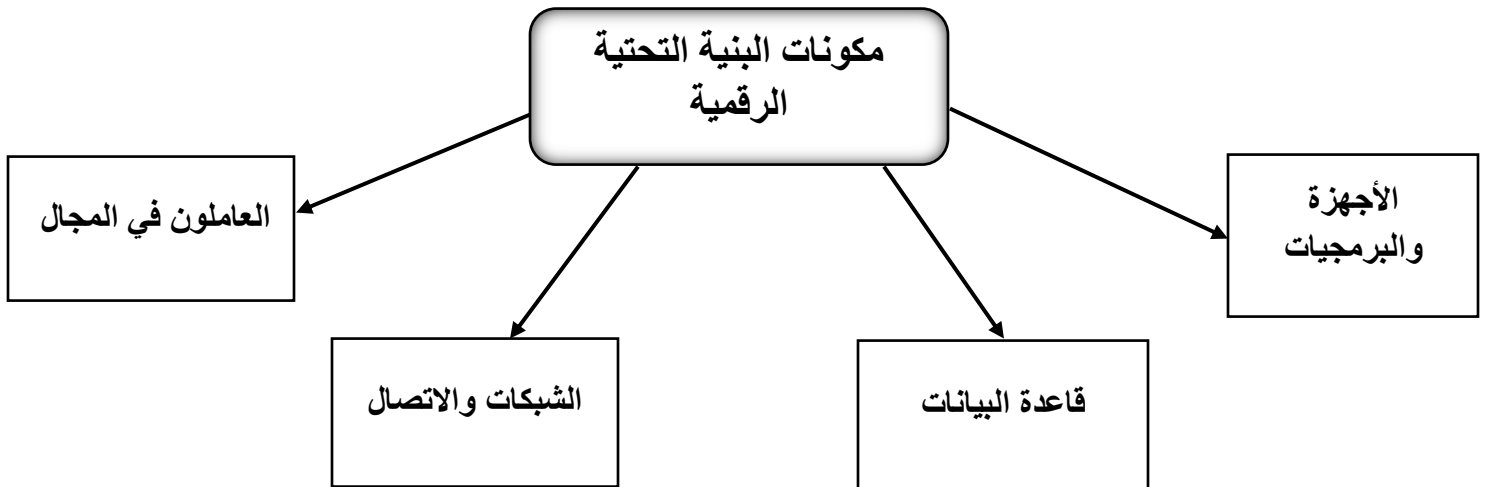 مكونات البنية التحتية
الرقمية
الأجهزة
والبرمجيات
العاملون في المجال
قاعدة البيانات
الشبكات والاتصال